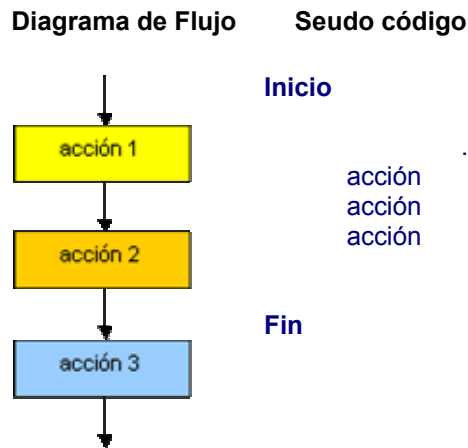 Diagrama de Flujo Seudo código
Inicio
acción 1
.
acción
acción
acción
acción 2
Fin
acción 3